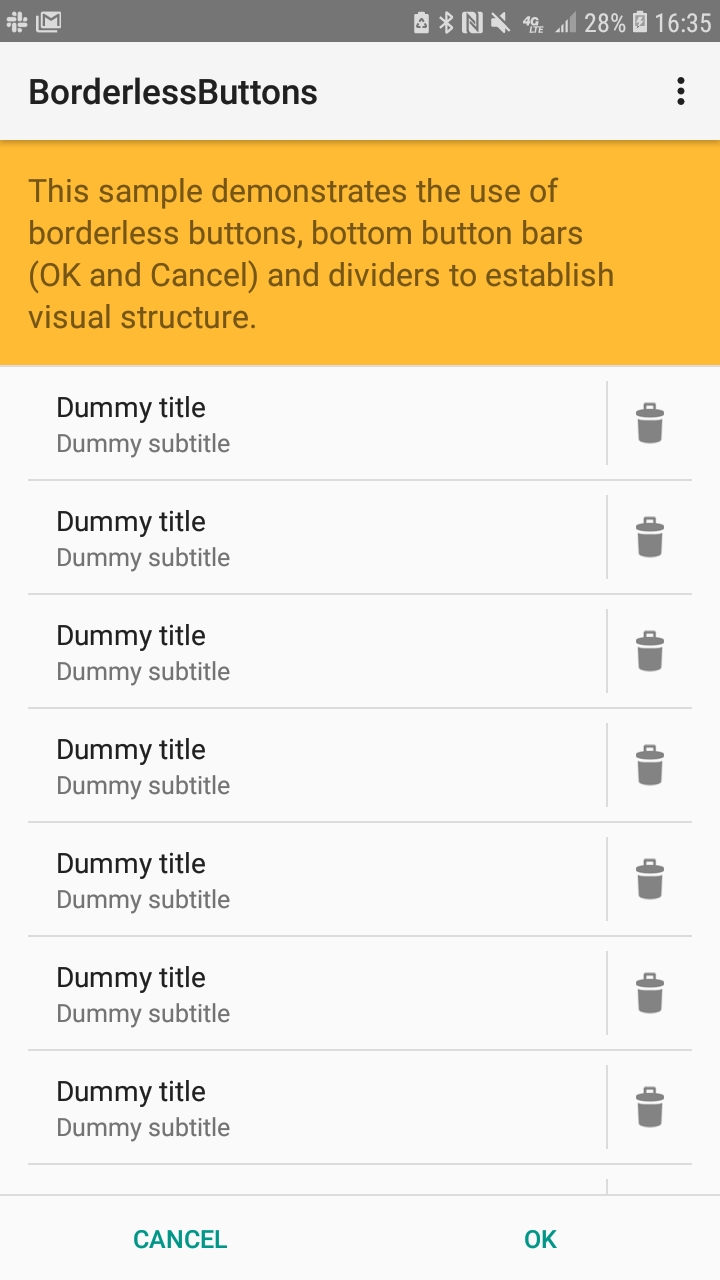 4G LTE 28% 16:35
BorderlessButtons
This sample demonstrates the use of
borderless buttons, bottom button bars
(OK and Cancel) and dividers to establish
visual structure.
Dummy title
Dummy subtitle
Dummy title
Dummy subtitle
Dummy title
Dummy subtitle
Dummy title
Dummy subtitle
Dummy title
Dummy subtitle
Dummy title
Dummy subtitle
Dummy title
Dummy subtitle
CANCEL OK